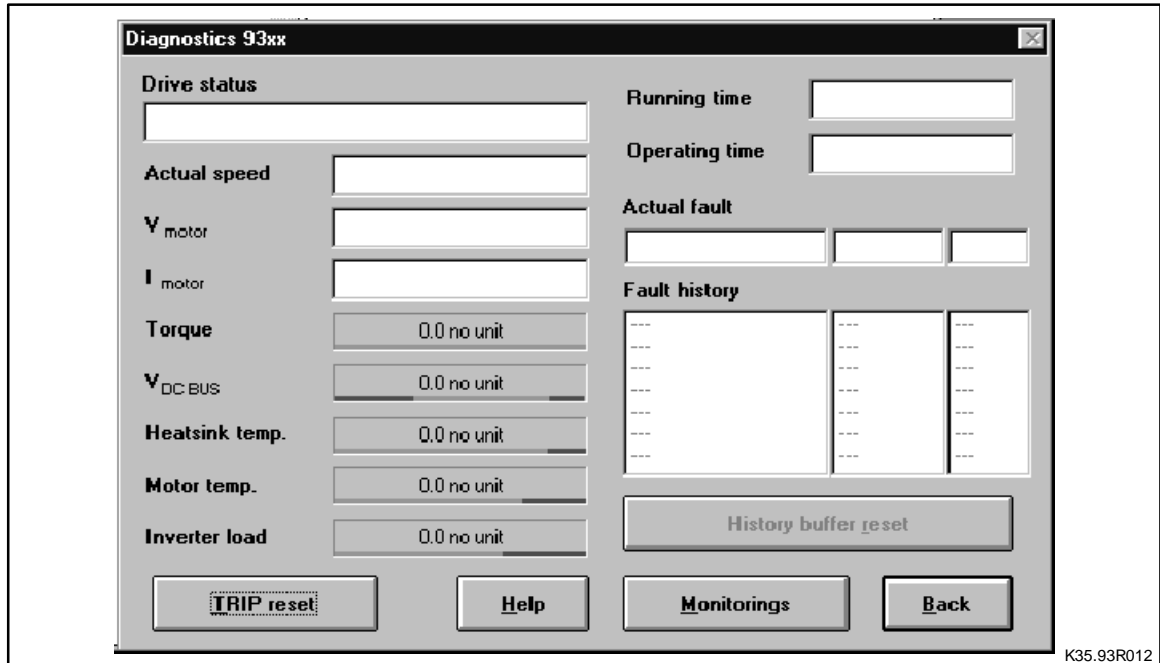 Diagnostics 93xx
Drive status
Actual speed
V motor
I motor
Torque 0.0 no unit
V DC BUS 0.0 no unit
Heatsink temp. 0.0 no unit
Motor temp. 0.0 no unit
Inverter load 0.0 no unit
Running time
Operating time
Actual fault
Fault history
--- --- ---
--- --- ---
--- --- ---
--- --- ---
--- --- ---
--- --- ---
--- --- ---
History buffer reset
TRIP reset Help Monitorings Back
K35.93R012